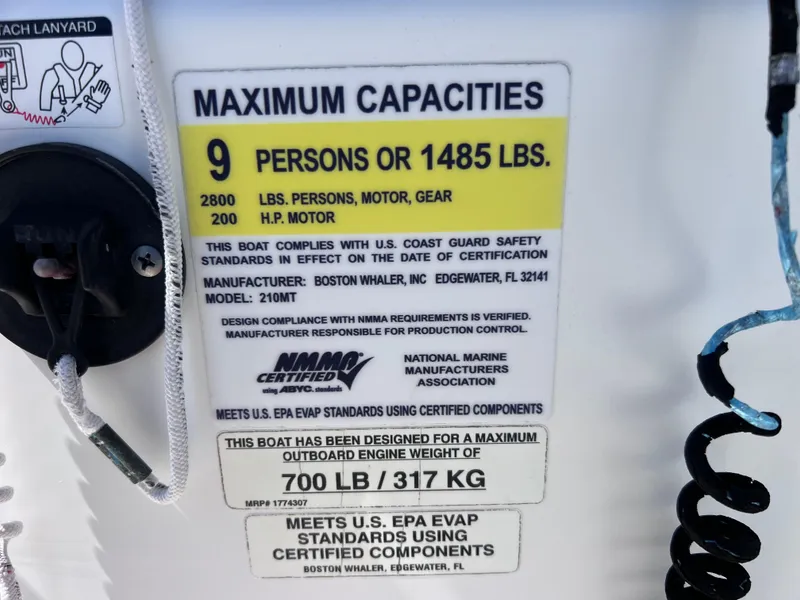 TACH LANYARD
RUN
MAXIMUM CAPACITIES
9 PERSONS OR 1485 LBS.
2800 LBS. PERSONS, MOTOR, GEAR
200 H.P. MOTOR
THIS BOAT COMPLIES WITH U.S. COAST GUARD SAFETY
STANDARDS IN EFFECT ON THE DATE OF CERTIFICATION
MANUFACTURER: BOSTON WHALER, INC EDGEWATER, FL 32141
MODEL: 210MT
DESIGN COMPLIANCE WITH NMMA REQUIREMENTS IS VERIFIED.
MANUFACTURER RESPONSIBLE FOR PRODUCTION CONTROL.
NMMA
CERTIFIED
using ABYC. standards
NATIONAL MARINE
MANUFACTURERS
ASSOCIATION
MEETS U.S. EPA EVAP STANDARDS USING CERTIFIED COMPONENTS
THIS BOAT HAS BEEN DESIGNED FOR A MAXIMUM
OUTBOARD ENGINE WEIGHT OF
700 LB / 317 KG
MRP# 1774307
MEETS U.S. EPA EVAP
STANDARDS USING
CERTIFIED COMPONENTS
BOSTON WHALER, EDGEWATER, FL